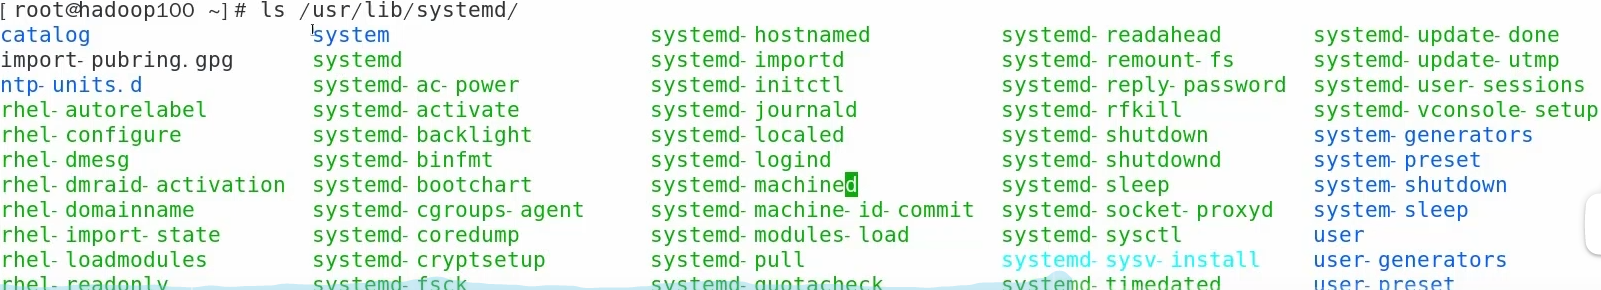 [root@hadoop100 ~]# ls /usr/lib/systemd/
catalog system systemd-hostnamed systemd-readahead systemd-update-done
import-pubring.gpg systemd systemd-importd systemd-remount-fs systemd-update-utmp
ntp-units.d systemd-ac-power systemd-initctl systemd-reply-password systemd-user-sessions
rhel-autorelabel systemd-activate systemd-journald systemd-rfkill systemd-vconsole-setup
rhel-configure systemd-backlight systemd-localed systemd-shutdown system-generators
rhel-dmesg systemd-binfmt systemd-logind systemd-shutdownd system-preset
rhel-dmraid-activation systemd-bootchart systemd-machined systemd-sleep system-shutdown
rhel-domainname systemd-cgroups-agent systemd-machine-id-commit systemd-socket-proxyd system-sleep
rhel-import-state systemd-coredump systemd-modules-load systemd-sysctl user
rhel-loadmodules systemd-cryptsetup systemd-pull systemd-sysv-install user-generators
rhel-readonly systemd-fsck systemd-quotacheck systemd-timedated user-preset